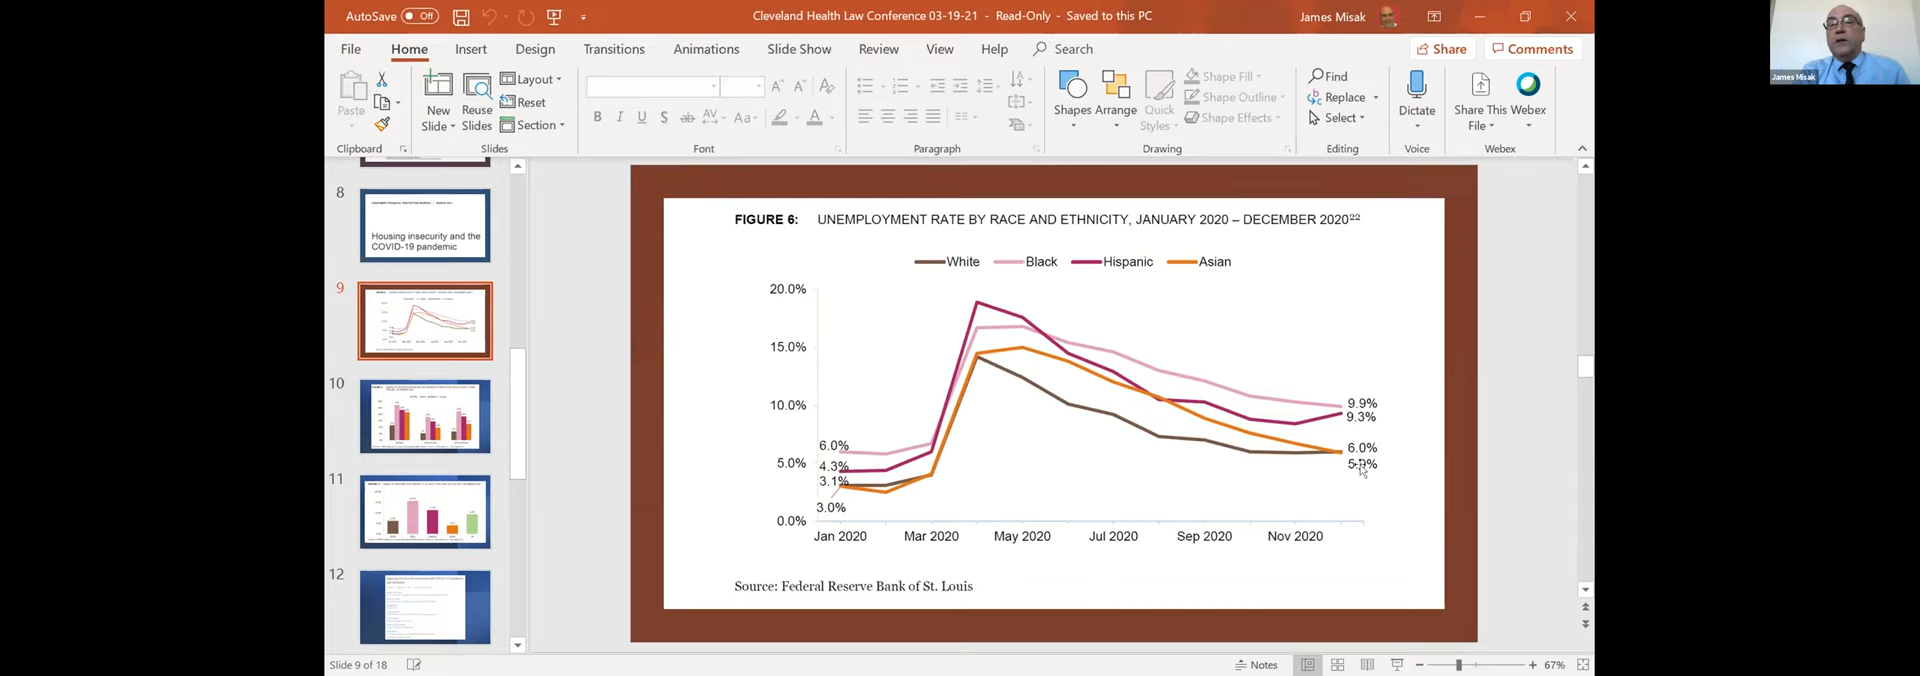 AutoSave Off
Cleveland Health Law Conference 03-19-21 - Read-Only - Saved to this PC
James Misak
File Home Insert Design Transitions Animations Slide Show Review View Help Search
Share Comments
Paste
Clipboard
New
Slide
Reuse
Slides
Layout
Reset
Section
Slides
B I U S ab AV Aa A
Font
Paragraph
Shapes
Arrange
Quick
Styles
Shape Fill
Shape Outline
Shape Effects
Drawing
Find
Replace
Select
Editing
Dictate
Voice
Share This
File
Webex
Webex
James Misak
8
Housing insecurity and the
COVID-19 pandemic
9
10
11
12
FIGURE 6: UNEMPLOYMENT RATE BY RACE AND ETHNICITY, JANUARY 2020 – DECEMBER 2020²²
White Black Hispanic Asian
20.0%
15.0%
10.0%
5.0%
0.0%
6.0%
4.3%
3.1%
3.0%
9.9%
9.3%
6.0%
Jan 2020 Mar 2020 May 2020 Jul 2020 Sep 2020 Nov 2020
Source: Federal Reserve Bank of St. Louis
Slide 9 of 18
Notes
67%